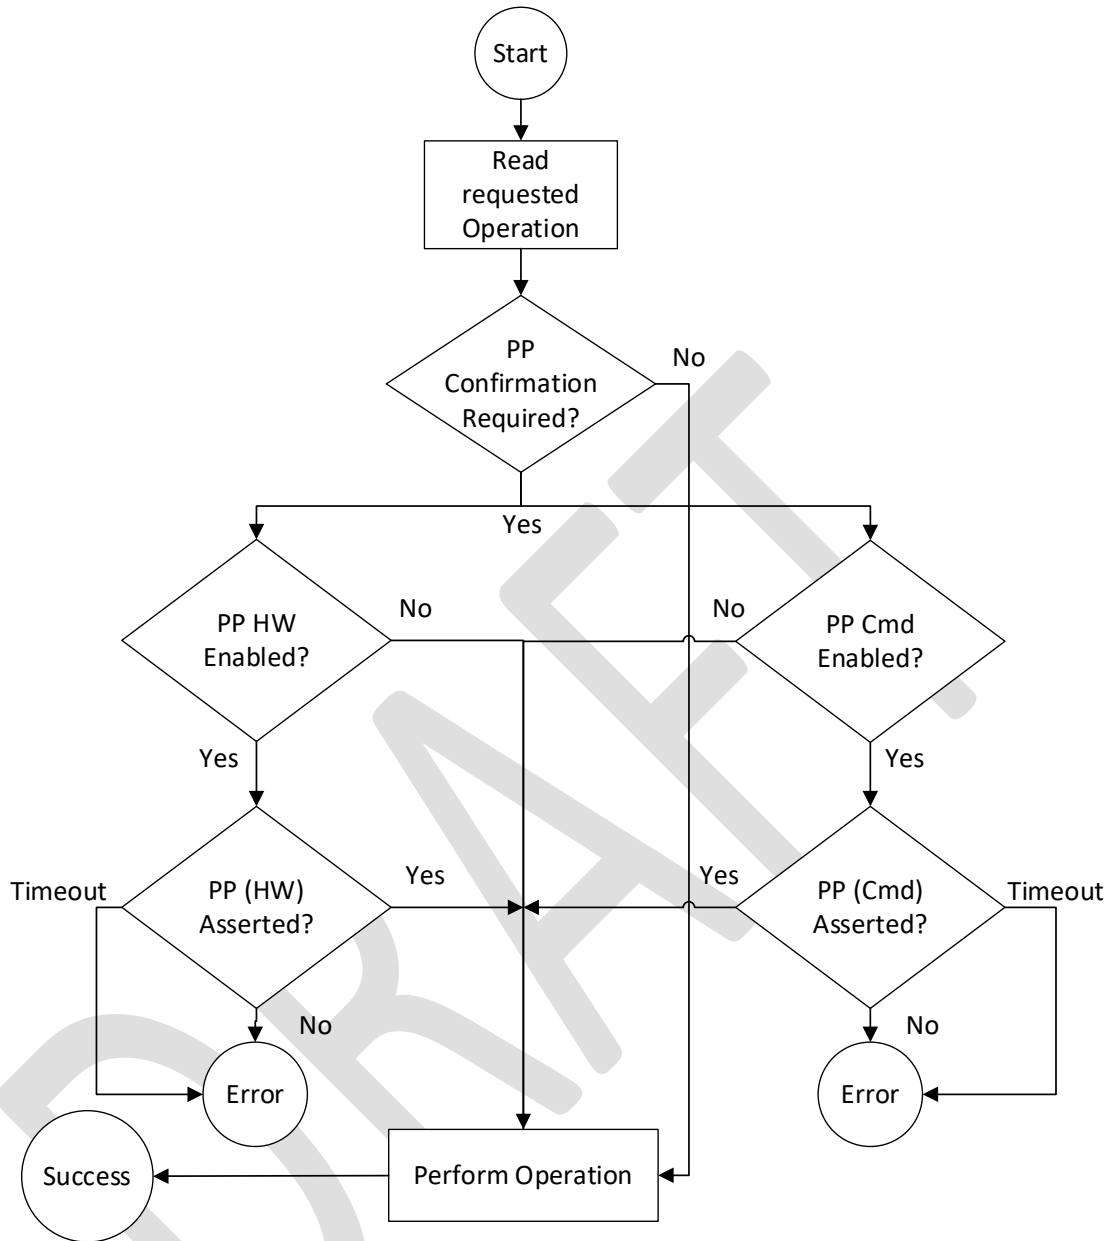 Start
Read
requested
Operation
PP
Confirmation
Required?
No
Yes
PP HW
Enabled?
No
No
PP Cmd
Enabled?
Yes
Yes
PP (HW)
Asserted?
Timeout
Yes
Yes
PP (Cmd)
Asserted?
Timeout
No
No
Error
Error
Success
Perform Operation
DRAFT